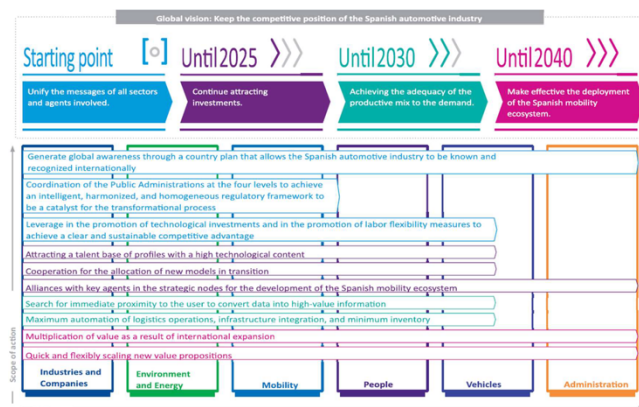 Global vision: Keep the competitive position of the Spanish automotive industry
Starting point
Until 2025
Until 2030
Until 2040
Unify the messages of all sectors
and agents involved.
Continue attracting
investments.
Achieving the adequacy of the
productive mix to the demand.
Make effective the deployment
of the Spanish mobility
ecosystem.
Generate global awareness through a country plan that allows the Spanish automotive industry to be known and
recognized internationally
Coordination of the Public Administrations at the four levels to achieve
an intelligent, harmonized, and homogeneous regulatory framework to
be a catalyst for the transformational process
Leverage in the promotion of technological investments and in the promotion of labor flexibility measures to
achieve a clear and sustainable competitive advantage
Attracting a talent base of profiles with a high technological content
Cooperation for the allocation of new models in transition
Alliances with key agents in the strategic nodes for the development of the Spanish mobility ecosystem
Search for immediate proximity to the user to convert data into high-value information
Maximum automation of logistics operations, infrastructure integration, and minimum inventory
Multiplication of value as a result of international expansion
Quick and flexibly scaling new value propositions
Scope of action
Industries and
Companies
Environment
and Energy
Mobility
People
Vehicles
Administration